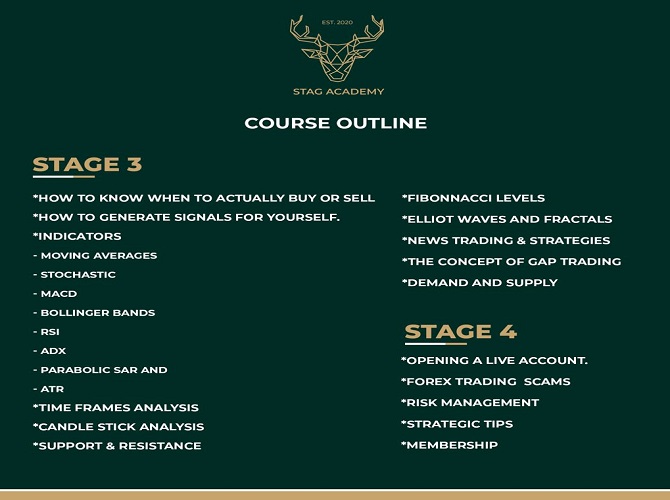 EST. 2020
STAG ACADEMY
COURSE OUTLINE
STAGE 3
*HOW TO KNOW WHEN TO ACTUALLY BUY OR SELL
*HOW TO GENERATE SIGNALS FOR YOURSELF.
*INDICATORS
- MOVING AVERAGES
- STOCHASTIC
- MACD
- BOLLINGER BANDS
- RSI
- ADX
- PARABOLIC SAR AND
- ATR
*TIME FRAMES ANALYSIS
*CANDLE STICK ANALYSIS
*SUPPORT & RESISTANCE
*FIBONNACCI LEVELS
*ELLIOT WAVES AND FRACTALS
*NEWS TRADING & STRATEGIES
*THE CONCEPT OF GAP TRADING
*DEMAND AND SUPPLY
STAGE 4
*OPENING A LIVE ACCOUNT.
*FOREX TRADING  SCAMS
*RISK MANAGEMENT
*STRATEGIC TIPS
*MEMBERSHIP